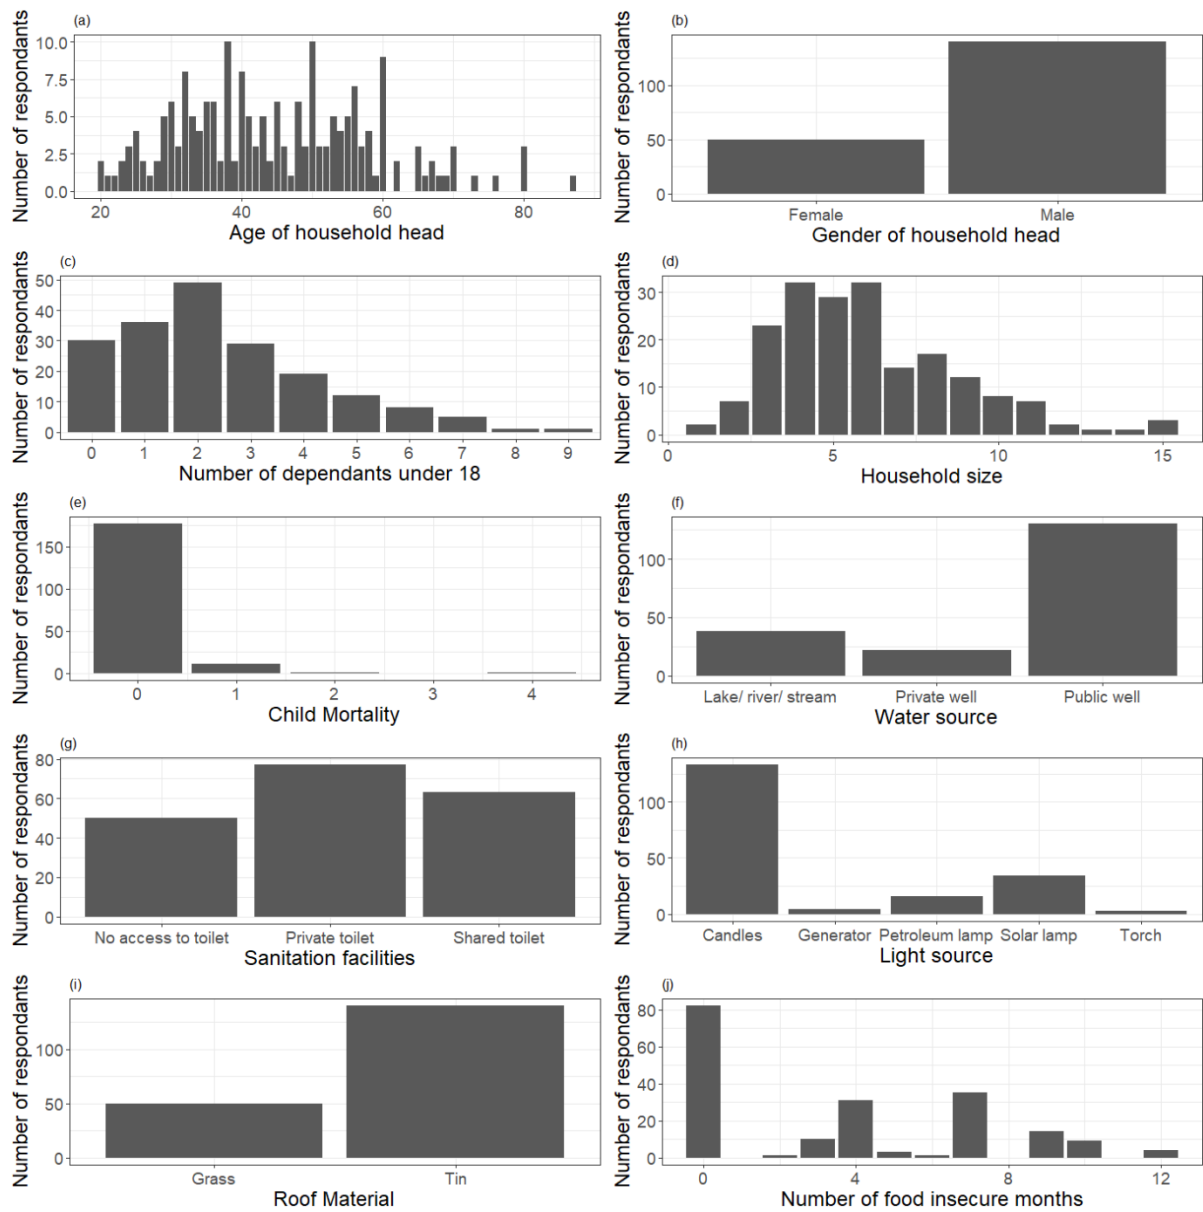 (a)
Number of respondants
10.0
7.5
5.0
2.5
0.0
20 40 60 80
Age of household head
(b)
Number of respondants
100
50
0
Female Male
Gender of household head
(c)
Number of respondants
50
40
30
20
10
0
0 1 2 3 4 5 6 7 8 9
Number of dependants under 18
(d)
Number of respondants
30
20
10
0
0 5 10 15
Household size
(e)
Number of respondants
150
100
50
0
0 1 2 3 4
Child Mortality
(f)
Number of respondants
100
50
0
Lake/ river/ stream Private well Public well
Water source
(g)
Number of respondants
80
60
40
20
0
No access to toilet Private toilet Shared toilet
Sanitation facilities
(h)
Number of respondants
100
50
0
Candles Generator Petroleum lamp Solar lamp Torch
Light source
(i)
Number of respondants
100
50
0
Grass Tin
Roof Material
(j)
Number of respondants
80
60
40
20
0
0 4 8 12
Number of food insecure months